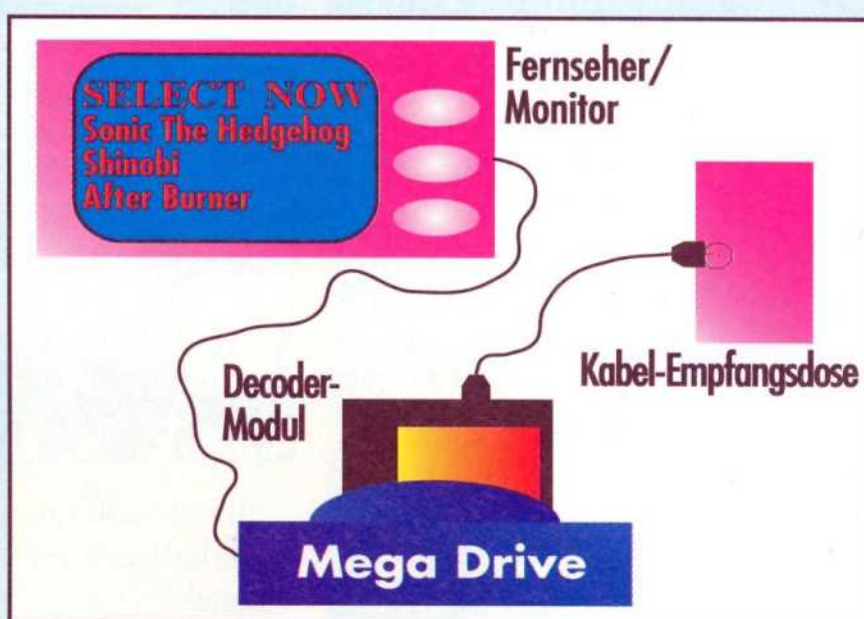 SELECT NOW
Sonic The Hedgehog
Shinobi
After Burner
Fernseher/
Monitor
Kabel-Empfangsdose
Decoder-
Modul
Mega Drive